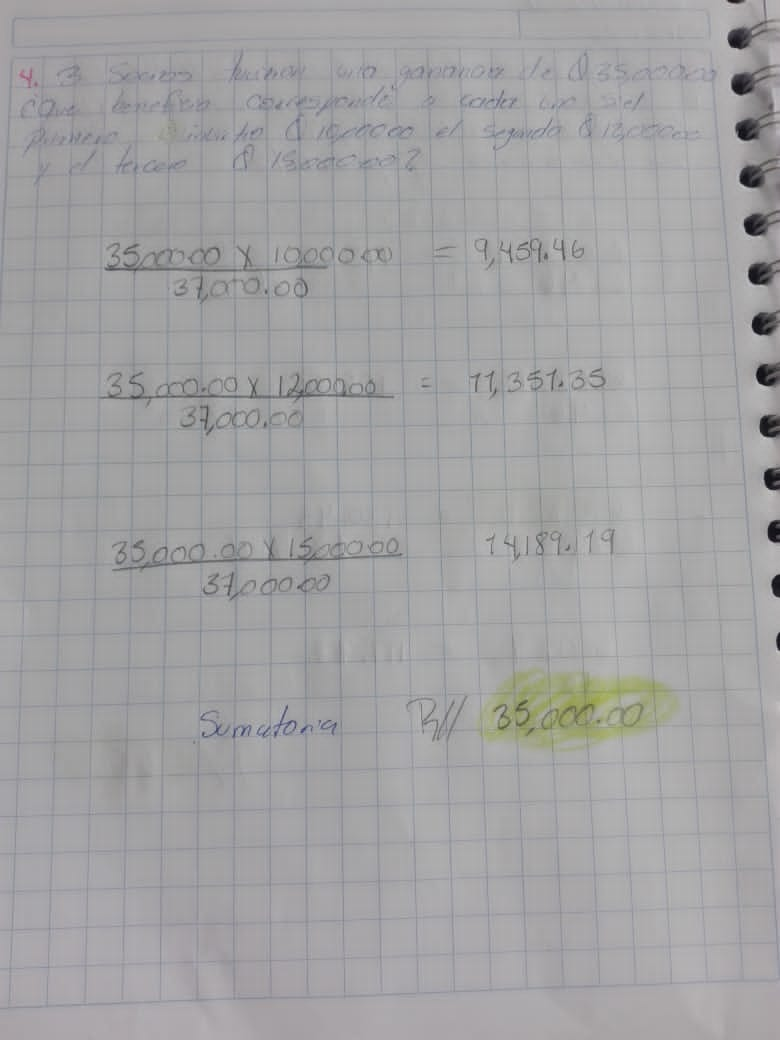 4. 3 Socios tienen una ganancia de $ 35,000.00
¿Que beneficio corresponde a cada uno si el
primero invirtio $ 10,000.00 el segundo $ 12,000.00
y el tercero $ 15,000.00?
35,000.00 X 10,000.00 = 9,459.46
37,000.00
35,000.00 X 12,000.00 = 11,351.35
37,000.00
35,000.00 X 15,000.00 14,189.19
37,000.00
Sumatoria R// 35,000.00